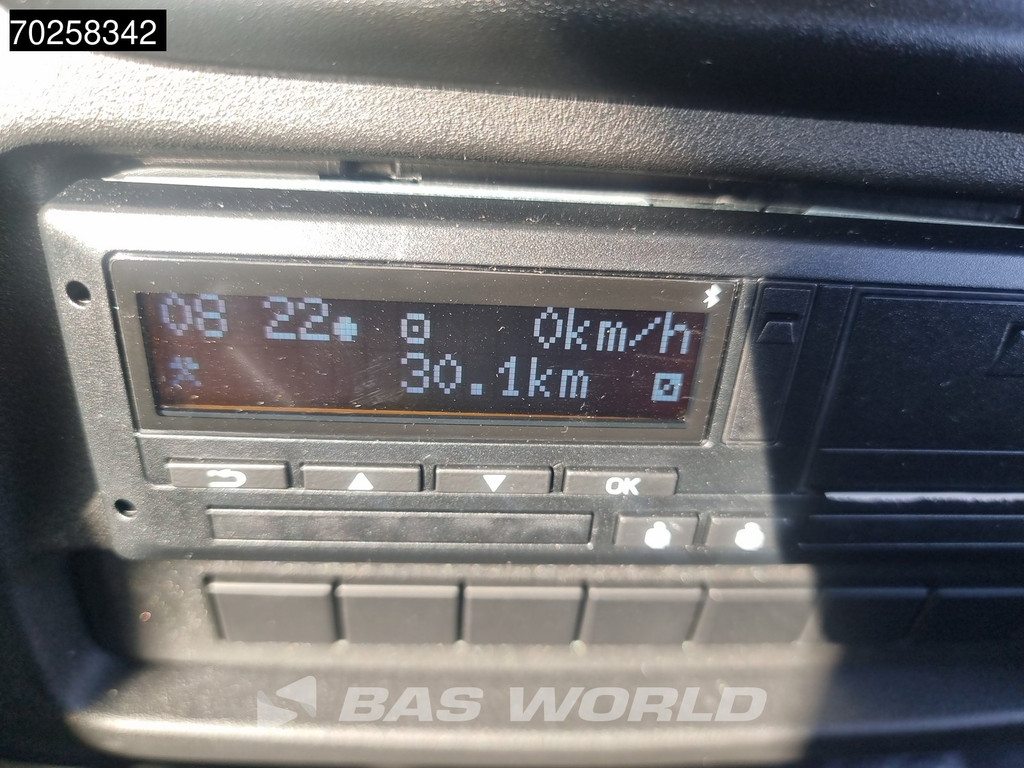 70258342
08 22 0km/h
30.1km
OK
BAS WORLD